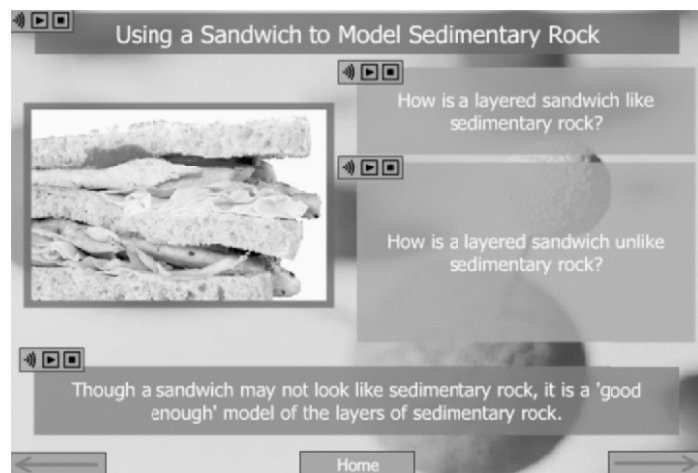 Using a Sandwich to Model Sedimentary Rock
How is a layered sandwich like
sedimentary rock?
How is a layered sandwich unlike
sedimentary rock?
Though a sandwich may not look like sedimentary rock, it is a 'good
enough' model of the layers of sedimentary rock.
Home